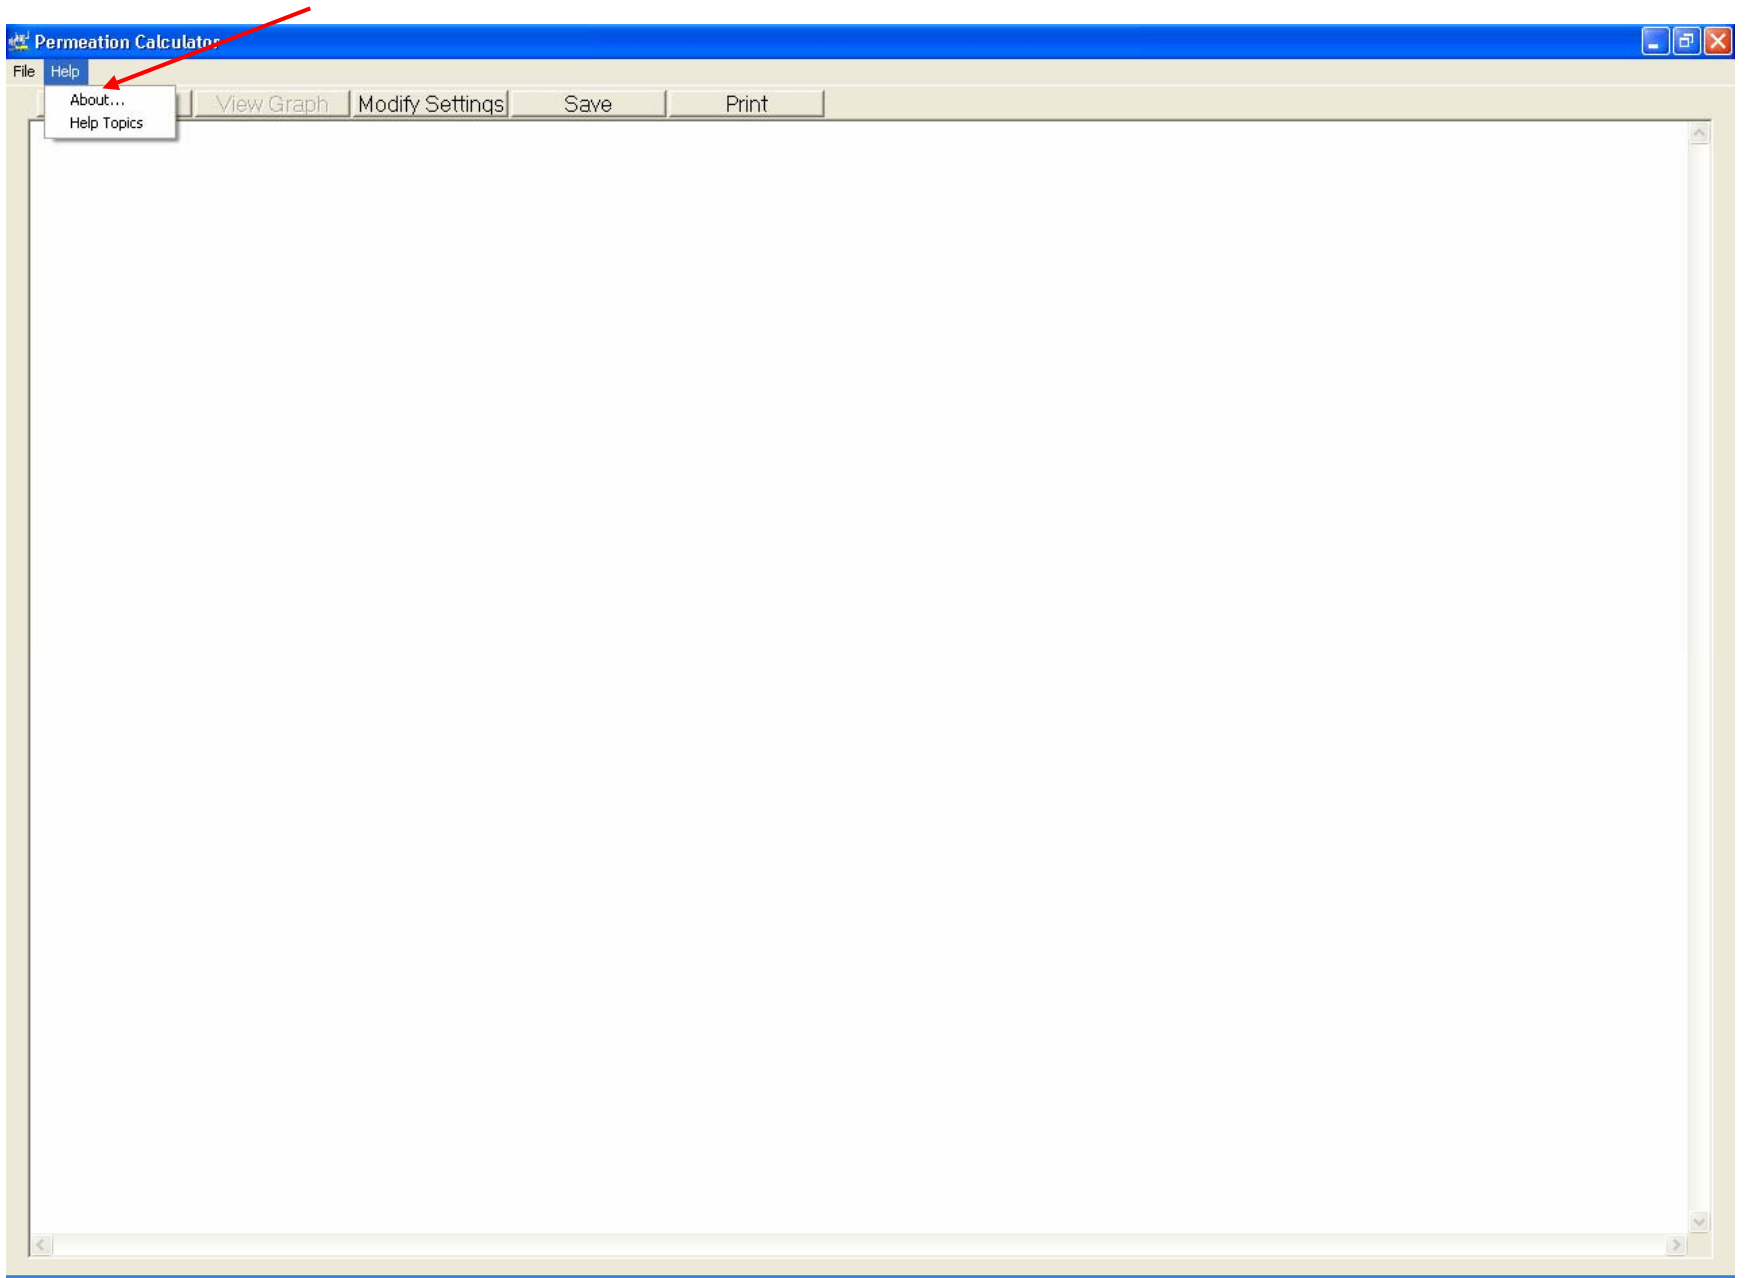 Permeation Calculator
File Help
About...
Help Topics
View Graph Modify Settings Save Print